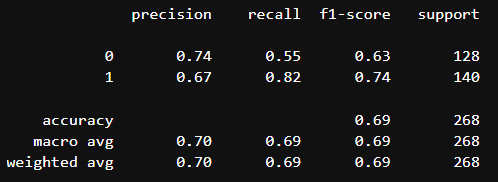 precision recall f1-score support
0 0.74 0.55 0.63 128
1 0.67 0.82 0.74 140
accuracy 0.69 268
macro avg 0.70 0.69 0.69 268
weighted avg 0.70 0.69 0.69 268